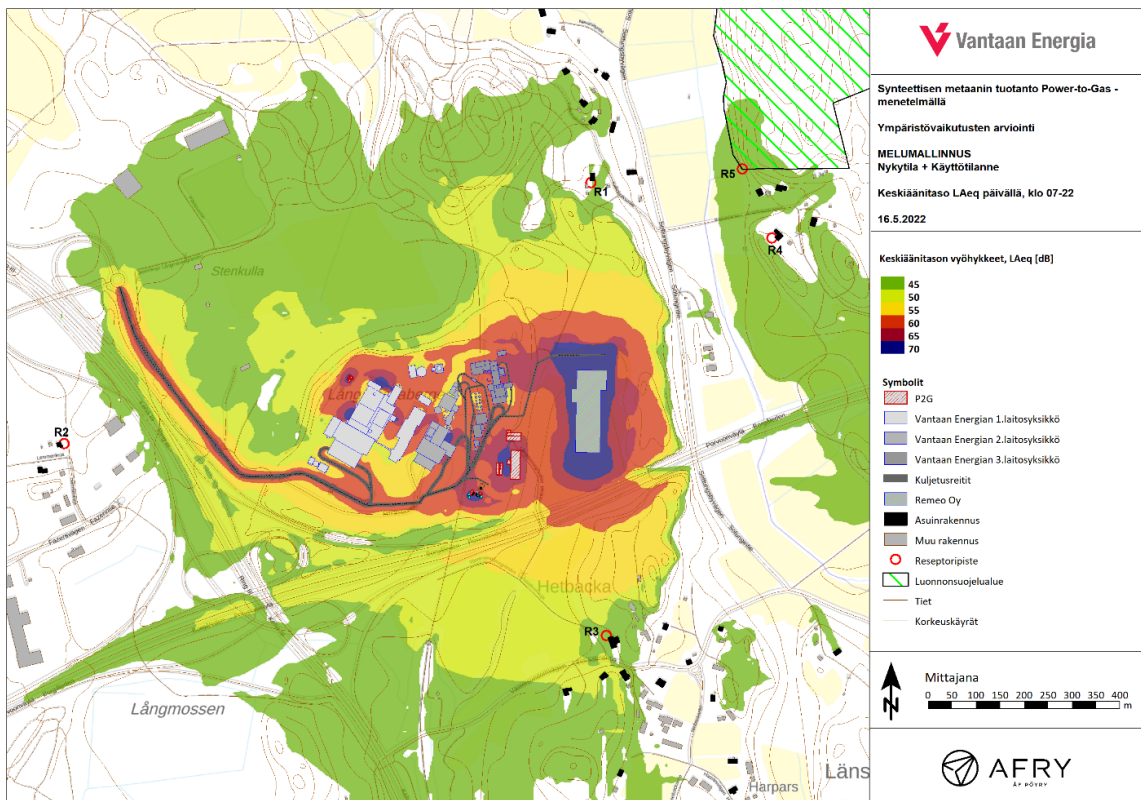 Vantaan Energia
Synteettisen metaanin tuotanto Power-to-Gas -
menetelmällä
Ympäristövaikutusten arviointi
MELUMALLINNUS
Nykytila + Käyttötilanne
Keskiäänitaso LAeq päivällä, klo 07-22
16.5.2022
Keskiäänitason vyöhykkeet, LAeq [dB]
45
50
55
60
65
70
Symbolit
P2G
Vantaan Energian 1.laitosyksikkö
Vantaan Energian 2.laitosyksikkö
Vantaan Energian 3.laitosyksikkö
Kuljetusreitit
Remeo Oy
Asuinrakennus
Muu rakennus
Reseptoripiste
Luonnonsuojelualue
Tiet
Korkeuskäyrät
N
Mittajana
0 50 100 150 200 250 300 350 400
m
AFRY
ÅF PÖYRY
R1
R5
R4
Stenkulla
R2
Hetbacka
R3
Långmossen
Läns
Harpars